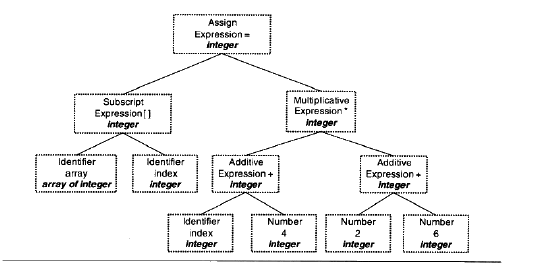 Assign
Expression =
integer
Subscript
Expression [ ]
integer
Multiplicative
Expression *
integer
Identifier
array
array of integer
Identifier
index
integer
Additive
Expression +
integer
Additive
Expression +
integer
Identifier
index
integer
Number
4
integer
Number
2
integer
Number
6
integer